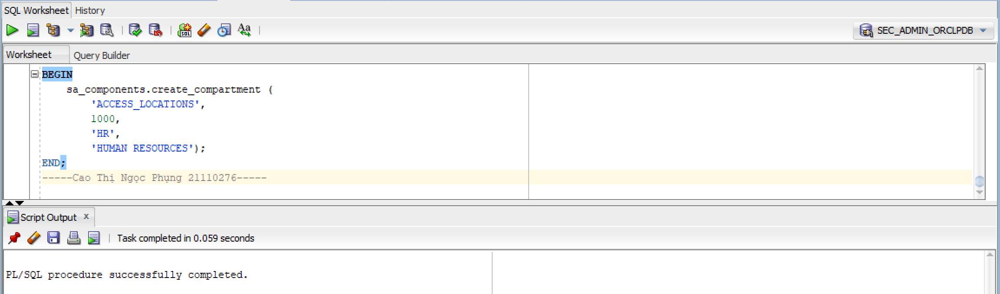 SQL Worksheet History
SEC_ADMIN_ORCLPDB
Worksheet Query Builder
BEGIN
sa_components.create_compartment (
'ACCESS_LOCATIONS',
1000,
'HR',
'HUMAN RESOURCES');
END;
-----Cao Thị Ngọc Phụng 21110276-----
Script Output x
Task completed in 0.059 seconds
PL/SQL procedure successfully completed.